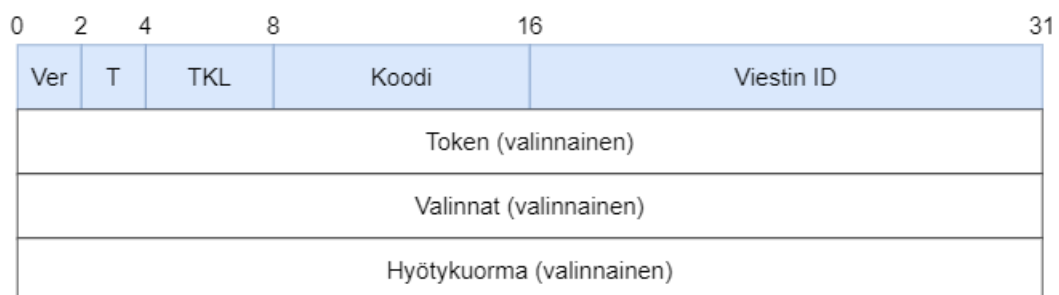 0 2 4 8 16 31
Ver T TKL Koodi Viestin ID
Token (valinnainen)
Valinnat (valinnainen)
Hyötykuorma (valinnainen)